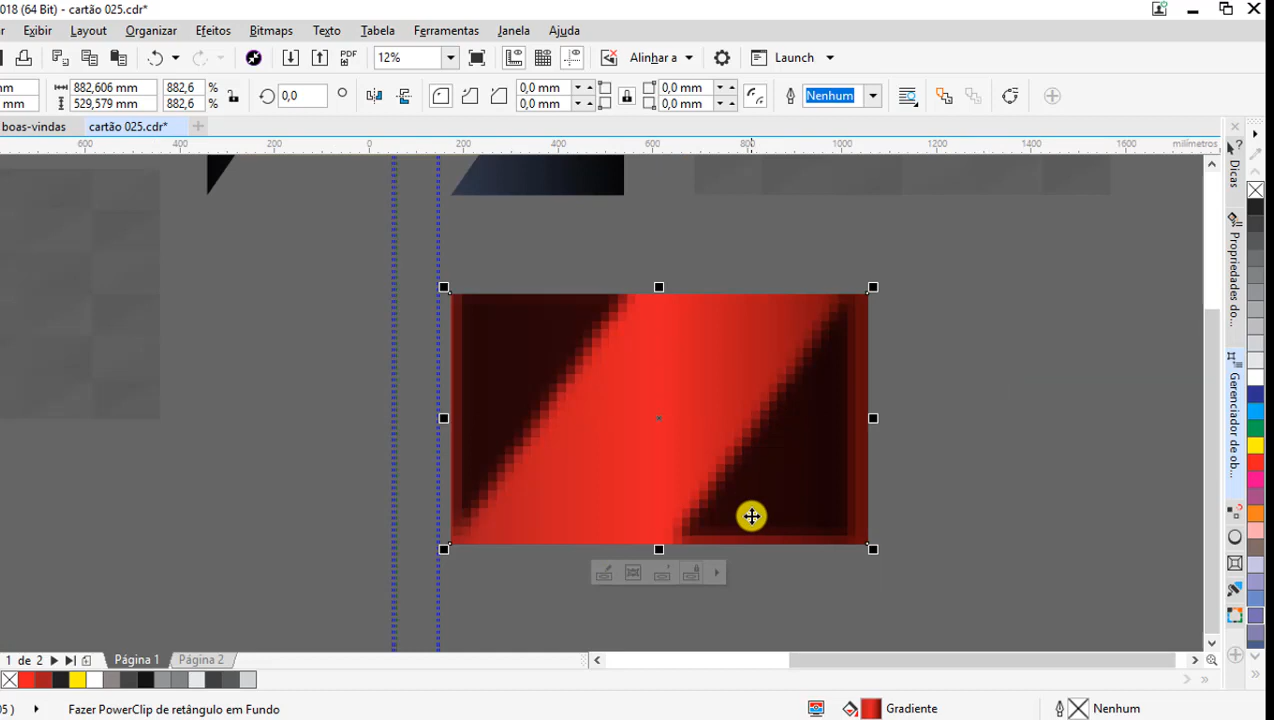 018 (64 Bit) - cartão 025.cdr*
Exibir Layout Organizar Efeitos Bitmaps Texto Tabela Ferramentas Janela Ajuda
PDF 12% Alinhar a Launch
mm 882,606 mm 882,6 % 0,0 0,0 mm 0,0 mm Nenhum
mm 529,579 mm 882,6 % 0,0 mm 0,0 mm
boas-vindas cartão 025.cdr*
600 400 200 0 200 400 600 800 1000 1200 1400 1600 milímetros
Dicas
Propriedades do...
Gerenciador de ob...
1 de 2 Página 1 Página 2
Fazer PowerClip de retângulo em Fundo Gradiente Nenhum